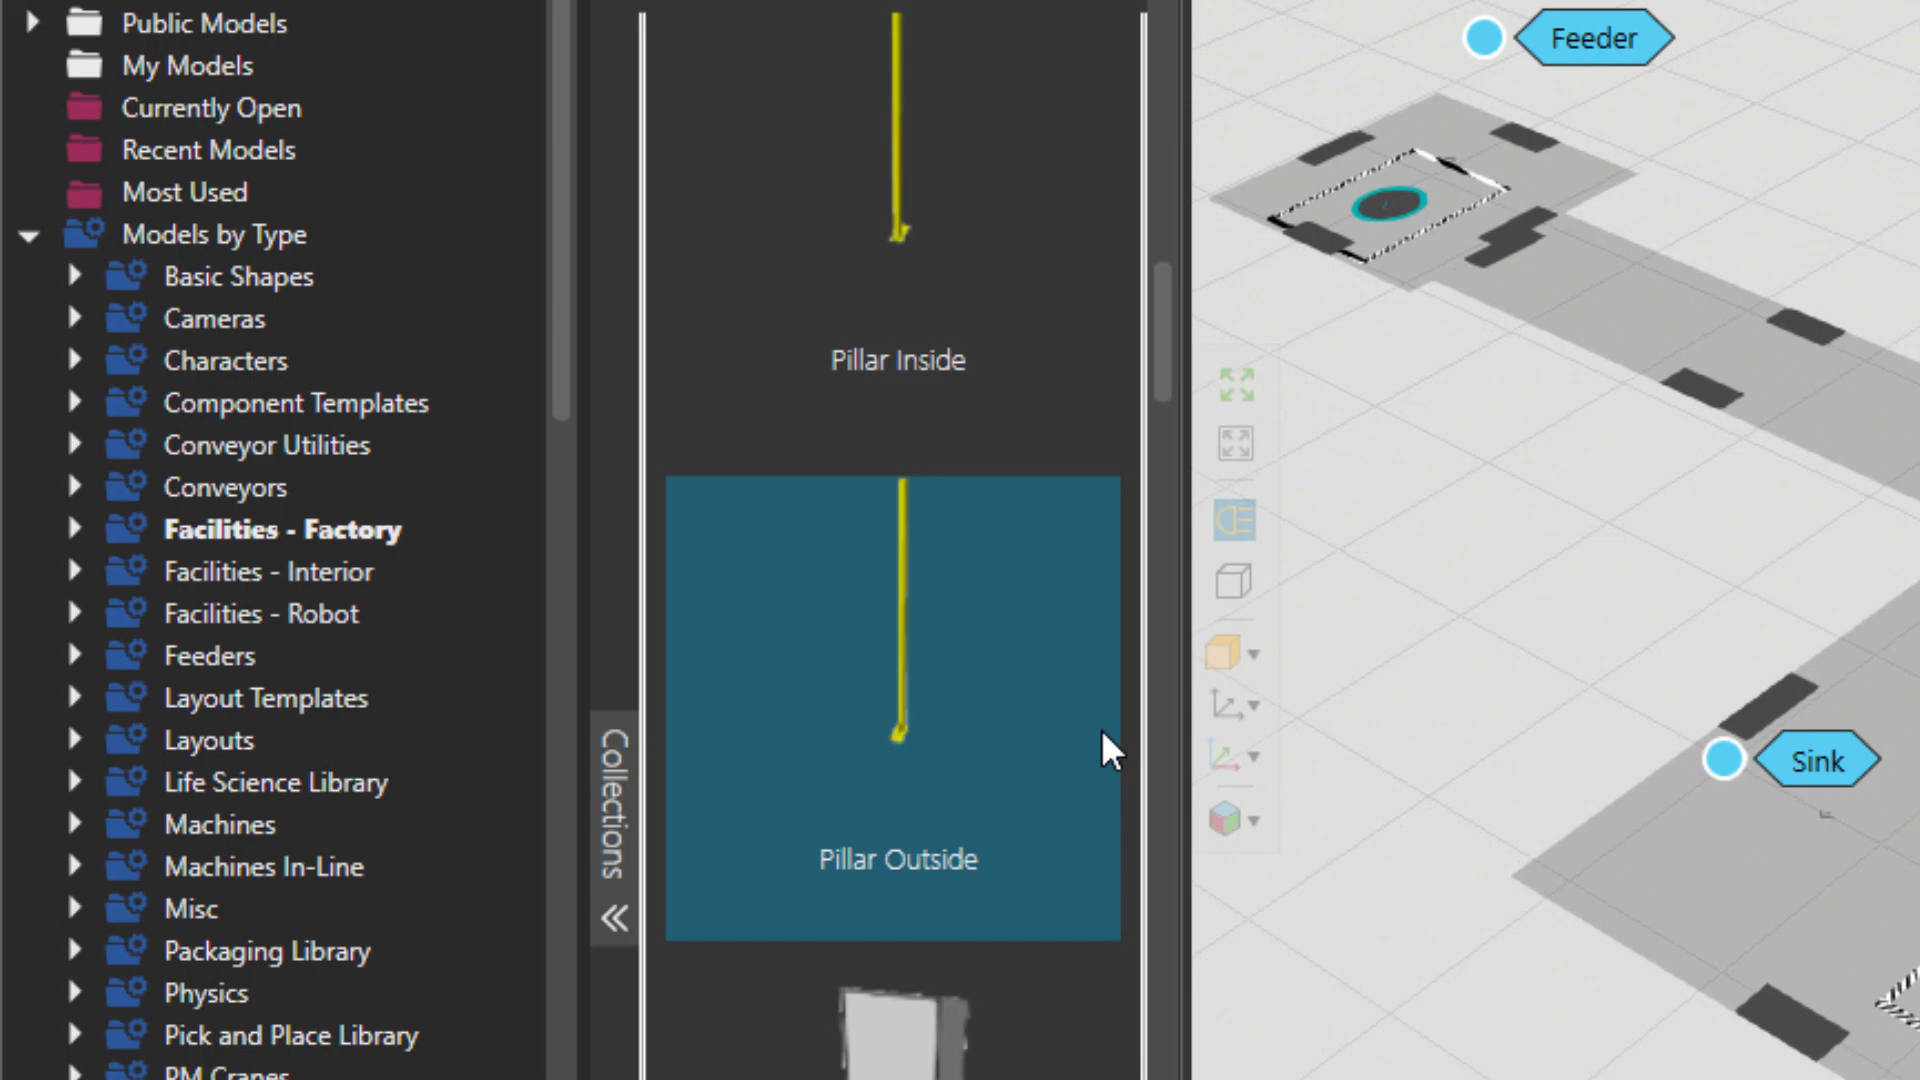 Public Models
My Models
Currently Open
Recent Models
Most Used
Models by Type
Basic Shapes
Cameras
Characters
Component Templates
Conveyor Utilities
Conveyors
Facilities - Factory
Facilities - Interior
Facilities - Robot
Feeders
Layout Templates
Layouts
Life Science Library
Machines
Machines In-Line
Misc
Packaging Library
Physics
Pick and Place Library
PM Cranes
Collections
Pillar Inside
Pillar Outside
Feeder
Sink